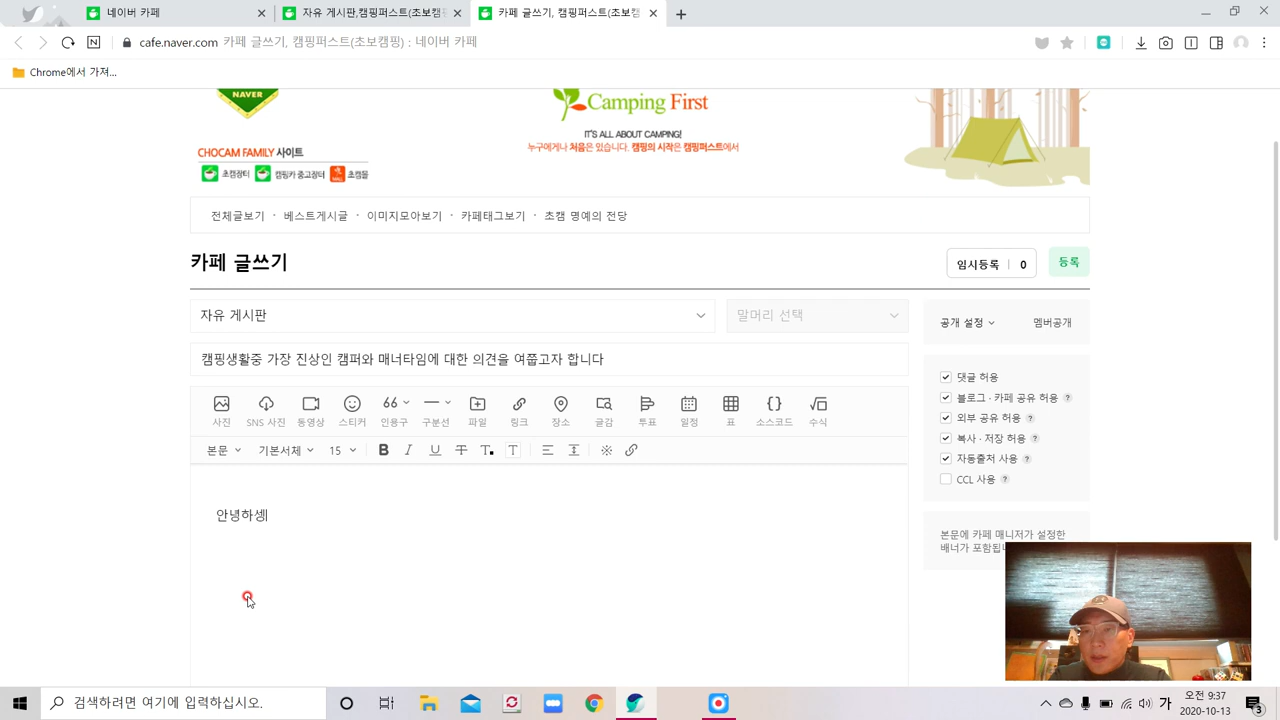 네이버 카페
자유 게시판,캠핑퍼스트(초보캠핑
카페 글쓰기, 캠핑퍼스트(초보캠
cafe.naver.com 카페 글쓰기, 캠핑퍼스트(초보캠핑) : 네이버 카페
Chrome에서 가져...
NAVER
Camping First
IT'S ALL ABOUT CAMPING!
누구에게나 처음은 있습니다. 캠핑의 시작은 캠핑퍼스트에서
CHOCAM FAMILY 사이트
초캠장터 캠핑카 중고장터 초캠몰
전체글보기 · 베스트게시글 · 이미지모아보기 · 카페태그보기 · 초캠 명예의 전당
카페 글쓰기
임시등록 | 0
등록
자유 게시판
말머리 선택
공개 설정
멤버공개
캠핑생활중 가장 진상인 캠퍼와 매너타임에 대한 의견을 여쭙고자 합니다
사진 SNS 사진 동영상 스티커 인용구 구분선 파일 링크 장소 글감 투표 일정 표 소스코드 수식
본문 기본서체 15 B I U T T T
댓글 허용
블로그 · 카페 공유 허용 ?
외부 공유 허용 ?
복사 · 저장 허용 ?
자동출처 사용 ?
CCL 사용 ?
안녕하셍
본문에 카페 매니저가 설정한
배너가 포함됩
검색하려면 여기에 입력하십시오.
가
오전 9:37
2020-10-13
3